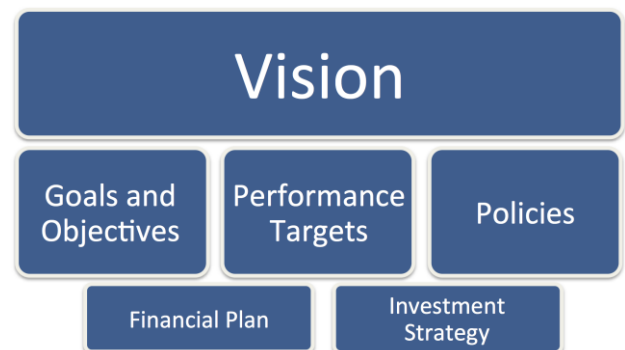 Vision
Goals and
Objectives
Performance
Targets
Policies
Financial Plan
Investment
Strategy